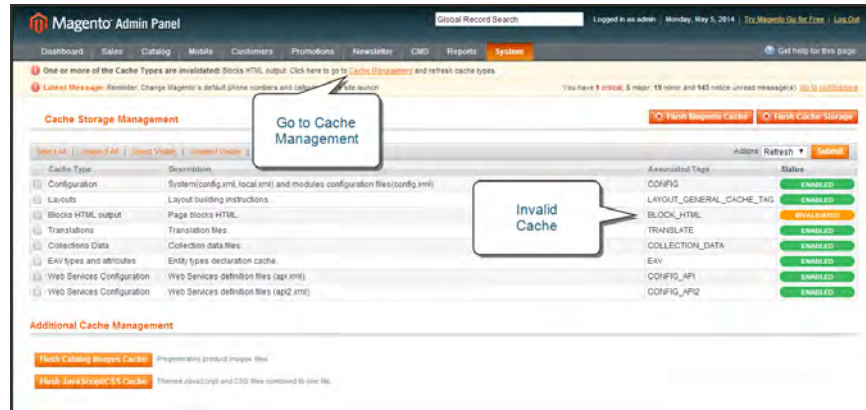 Magento Admin Panel
Global Record Search
Logged in as admin | Monday, May 5, 2014 | Try Magento Go for Free | Log Out
Dashboard Sales Catalog Mobile Customers Promotions Newsletter CMS Reports System
Get help for this page
One or more of the Cache Types are invalidated: Blocks HTML output. Click here to go to Cache Management and refresh cache types.
Latest Message: Reminder: Change Magento's default phone numbers and site launch
You have 1 critical, 5 major, 19 minor and 143 notice unread message(s). Go to notifications
Go to Cache
Management
Cache Storage Management
Flush Magento Cache Flush Cache Storage
Select All | Unselect All | Select Visible | Unselect Visible
Actions Refresh Submit
Cache Type Description Associated Tags Status
Configuration System(config.xml, local.xml) and modules configuration files(config.xml) CONFIG ENABLED
Layouts Layout building instructions. LAYOUT_GENERAL_CACHE_TAG ENABLED
Invalid
Cache
Blocks HTML output Page blocks HTML. BLOCK_HTML INVALIDATED
Translations Translation files. TRANSLATE ENABLED
Collections Data Collection data files. COLLECTION_DATA ENABLED
EAV types and attributes Entity types declaration cache. EAV ENABLED
Web Services Configuration Web Services definition files (api.xml). CONFIG_API ENABLED
Web Services Configuration Web Services definition files (api2.xml). CONFIG_API2 ENABLED
Additional Cache Management
Flush Catalog Images Cache Pregenerated product images files.
Flush JavaScript/CSS Cache Themes JavaScript and CSS files combined to one file.